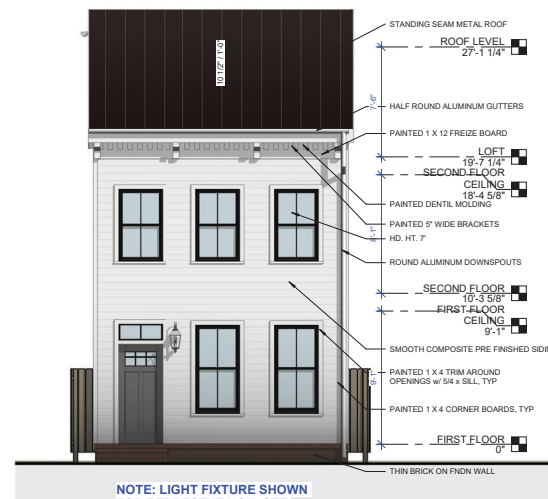 STANDING SEAM METAL ROOF
ROOF LEVEL
27'-1 1/4"
10 1/2" / 1'-0"
7'-6"
HALF ROUND ALUMINUM GUTTERS
PAINTED 1 X 12 FREIZE BOARD
LOFT
19'-7 1/4"
SECOND FLOOR
CEILING
18'-4 5/8"
PAINTED DENTIL MOLDING
PAINTED 5" WIDE BRACKETS
HD. HT. 7'
8'-1"
ROUND ALUMINUM DOWNSPOUTS
SECOND FLOOR
10'-3 5/8"
FIRST FLOOR
CEILING
9'-1"
SMOOTH COMPOSITE PRE FINISHED SIDI
PAINTED 1 X 4 TRIM AROUND
OPENINGS w/ 5/4 x SILL, TYP
9'-1"
PAINTED 1 X 4 CORNER BOARDS, TYP
FIRST FLOOR
0"
THIN BRICK ON FNDN WALL
NOTE: LIGHT FIXTURE SHOWN